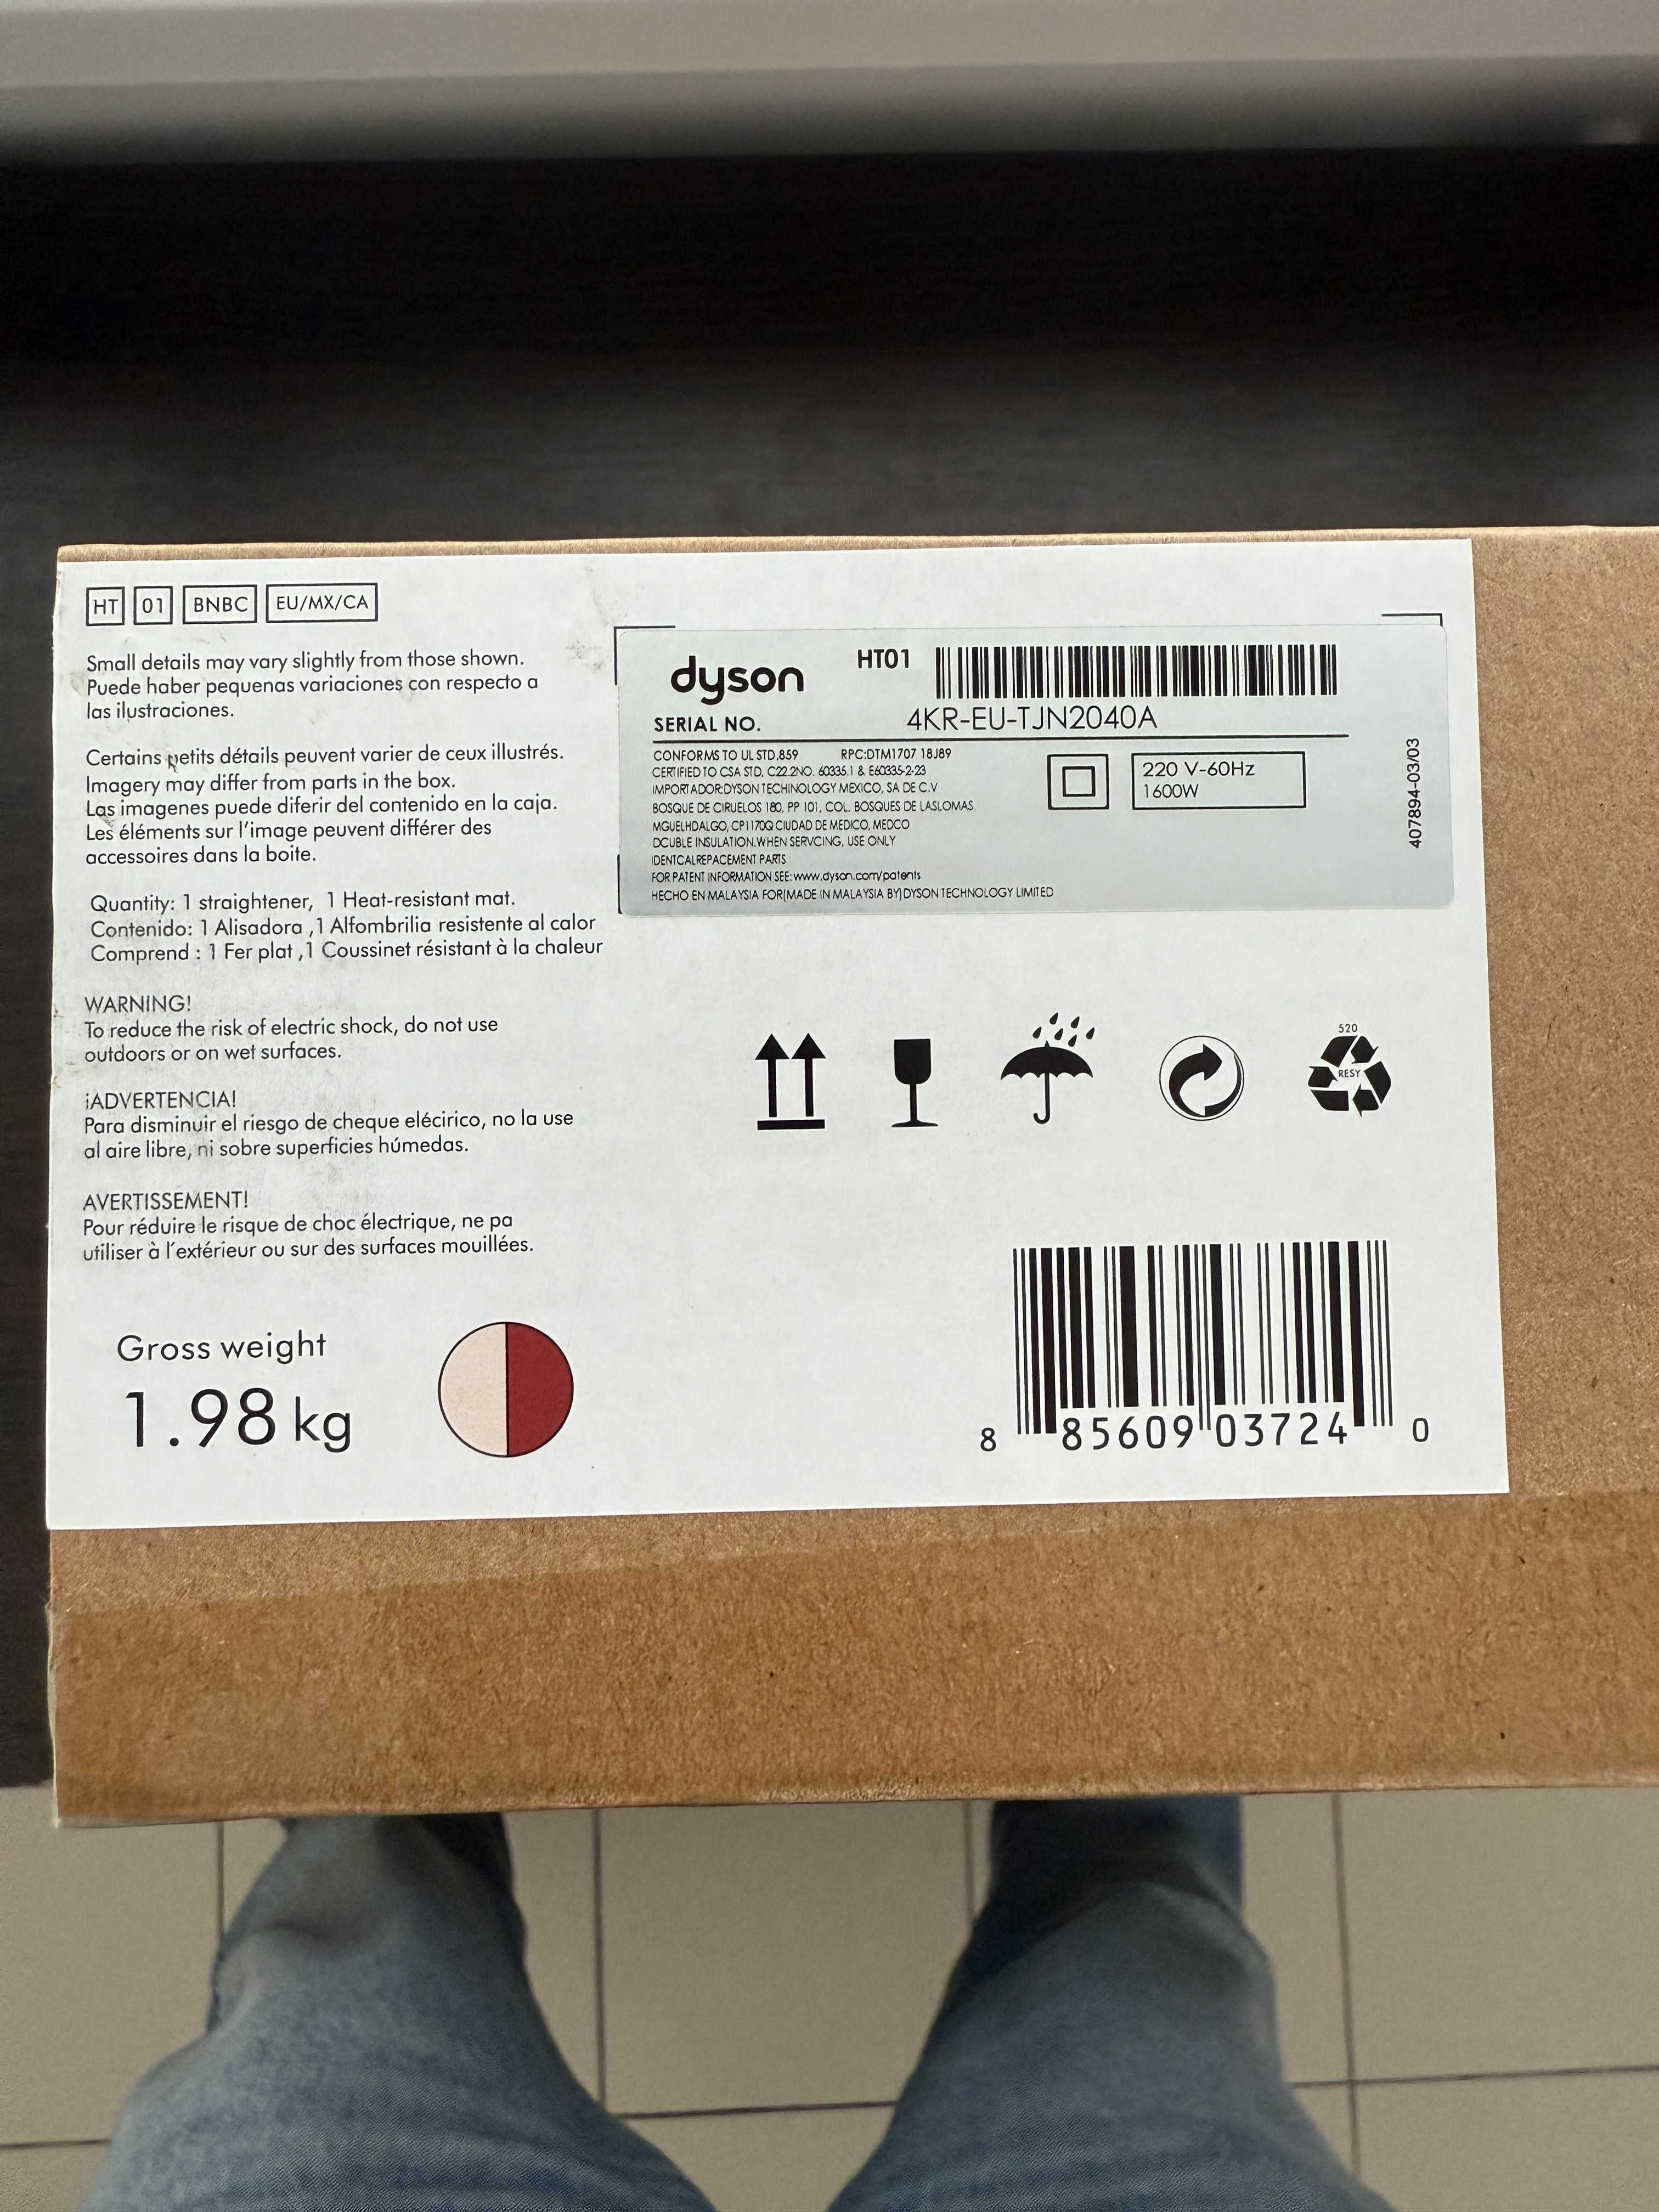 HT 01 BNBC EU/MX/CA
Small details may vary slightly from those shown.
Puede haber pequenas variaciones con respecto a
las ilustraciones.
Certains petits détails peuvent varier de ceux illustrés.
Imagery may differ from parts in the box.
Las imagenes puede diferir del contenido en la caja.
Les éléments sur l'image peuvent différer des
accessoires dans la boite.
Quantity: 1 straightener, 1 Heat-resistant mat.
Contenido: 1 Alisadora ,1 Alfombrilia resistente al calor
Comprend : 1 Fer plat ,1 Coussinet résistant à la chaleur
WARNING!
To reduce the risk of electric shock, do not use
outdoors or on wet surfaces.
¡ADVERTENCIA!
Para disminuir el riesgo de cheque elécirico, no la use
al aire libre, ni sobre superficies húmedas.
AVERTISSEMENT!
Pour réduire le risque de choc électrique, ne pa
utiliser à l'extérieur ou sur des surfaces mouillées.
Gross weight
1.98 kg
dyson HT01
SERIAL NO. 4KR-EU-TJN2040A
CONFORMS TO UL STD.859 RPC:DTM1707 18J89
CERTIFIED TO CSA STD, C22.2NO. 60335.1 & E60335-2-23
IMPORTADOR:DYSON TECHINOLOGY MEXICO, SA DE C.V
BOSQUE DE CIRUELOS 180, PP 101, COL. BOSQUES DE LASLOMAS
MGUELHDALGO, CP1170Q CIUDAD DE MEDICO, MEDCO
DCUBLE INSULATION.WHEN SERVCING, USE ONLY
IDENTCALREPACEMENT PARTS
FOR PATENT INFORMATION SEE: www.dyson.com/patents
HECHO EN MALAYSIA FOR(MADE IN MALAYSIA BY)DYSON TECHNOLOGY LIMITED
220 V-60Hz
1600W
407894-03/03
520
RESY
8 85609 03724 0